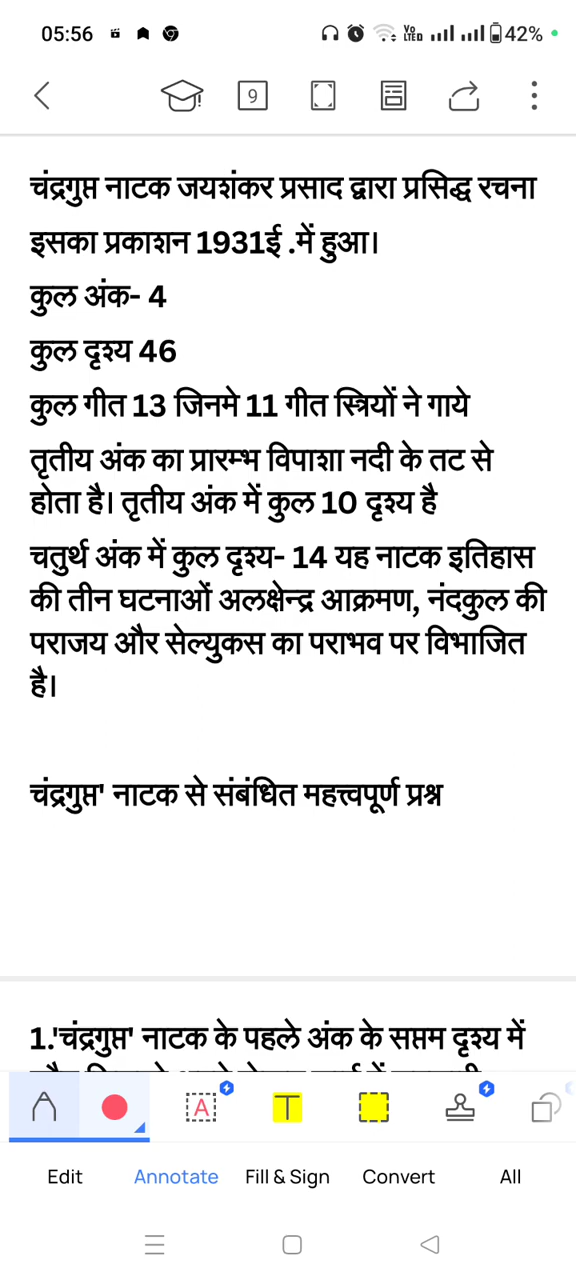 05:56
Vo LTED
42%
9
चंद्रगुप्त नाटक जयशंकर प्रसाद द्वारा प्रसिद्ध रचना
इसका प्रकाशन 1931ई .में हुआ।
कुल अंक- 4
कुल दृश्य 46
कुल गीत 13 जिनमे 11 गीत स्त्रियों ने गाये
तृतीय अंक का प्रारम्भ विपाशा नदी के तट से
होता है। तृतीय अंक में कुल 10 दृश्य है
चतुर्थ अंक में कुल दृश्य- 14 यह नाटक इतिहास
की तीन घटनाओं अलक्षेन्द्र आक्रमण, नंदकुल की
पराजय और सेल्युकस का पराभव पर विभाजित
है।
चंद्रगुप्त' नाटक से संबंधित महत्त्वपूर्ण प्रश्न
1.'चंद्रगुप्त' नाटक के पहले अंक के सप्तम दृश्य में
A
T
Edit
Annotate
Fill & Sign
Convert
All